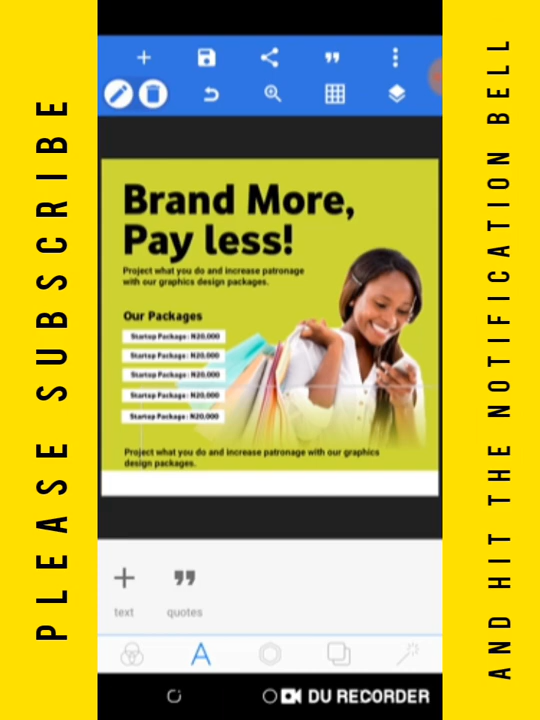 PLEASE SUBSCRIBE
Brand More,
Pay less!
Project what you do and increase patronage
with our graphics design packages.
Our Packages
Startup Package: N20,000
Startup Package: N20,000
Startup Package: N20,000
Startup Package: N20,000
Startup Package: N20,000
Project what you do and increase patronage with our graphics
design packages.
text
quotes
DU RECORDER
AND HIT THE NOTIFICATION BELL